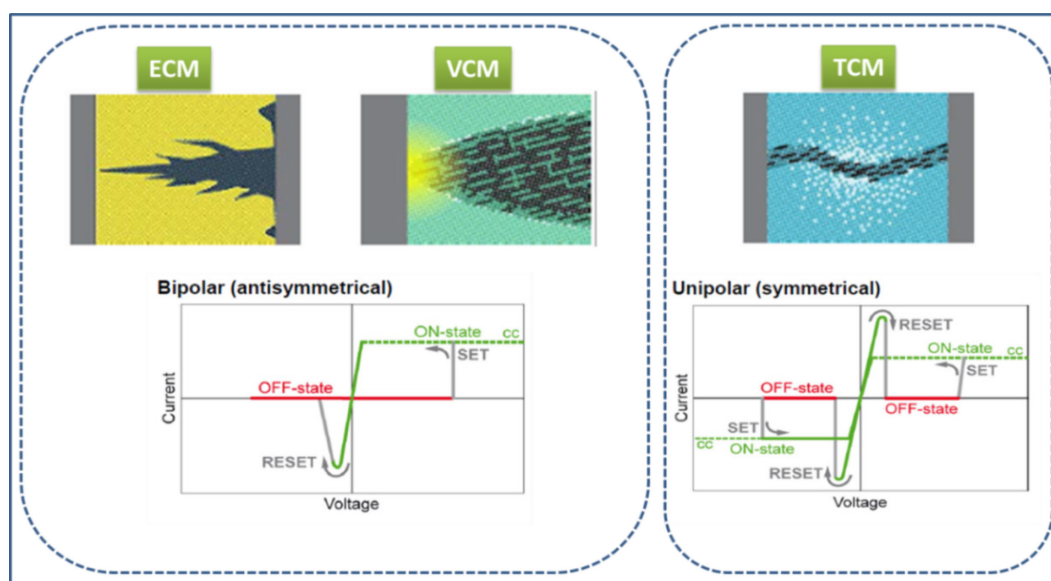 ECM
VCM
TCM
Bipolar (antisymmetrical)
ON-state
cc
SET
OFF-state
RESET
Current
Voltage
Unipolar (symmetrical)
RESET
ON-state
cc
SET
OFF-state
OFF-state
SET
cc
ON-state
RESET
Current
Voltage